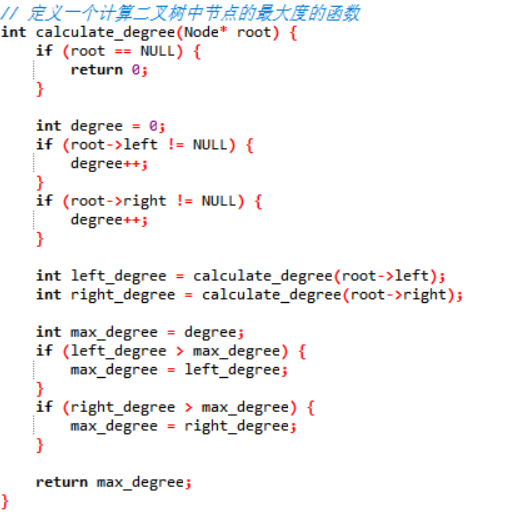 // 定义一个计算二叉树中节点的最大度的函数
int calculate_degree(Node* root) {
    if (root == NULL) {
        return 0;
    }

    int degree = 0;
    if (root->left != NULL) {
        degree++;
    }
    if (root->right != NULL) {
        degree++;
    }

    int left_degree = calculate_degree(root->left);
    int right_degree = calculate_degree(root->right);

    int max_degree = degree;
    if (left_degree > max_degree) {
        max_degree = left_degree;
    }
    if (right_degree > max_degree) {
        max_degree = right_degree;
    }

    return max_degree;
}